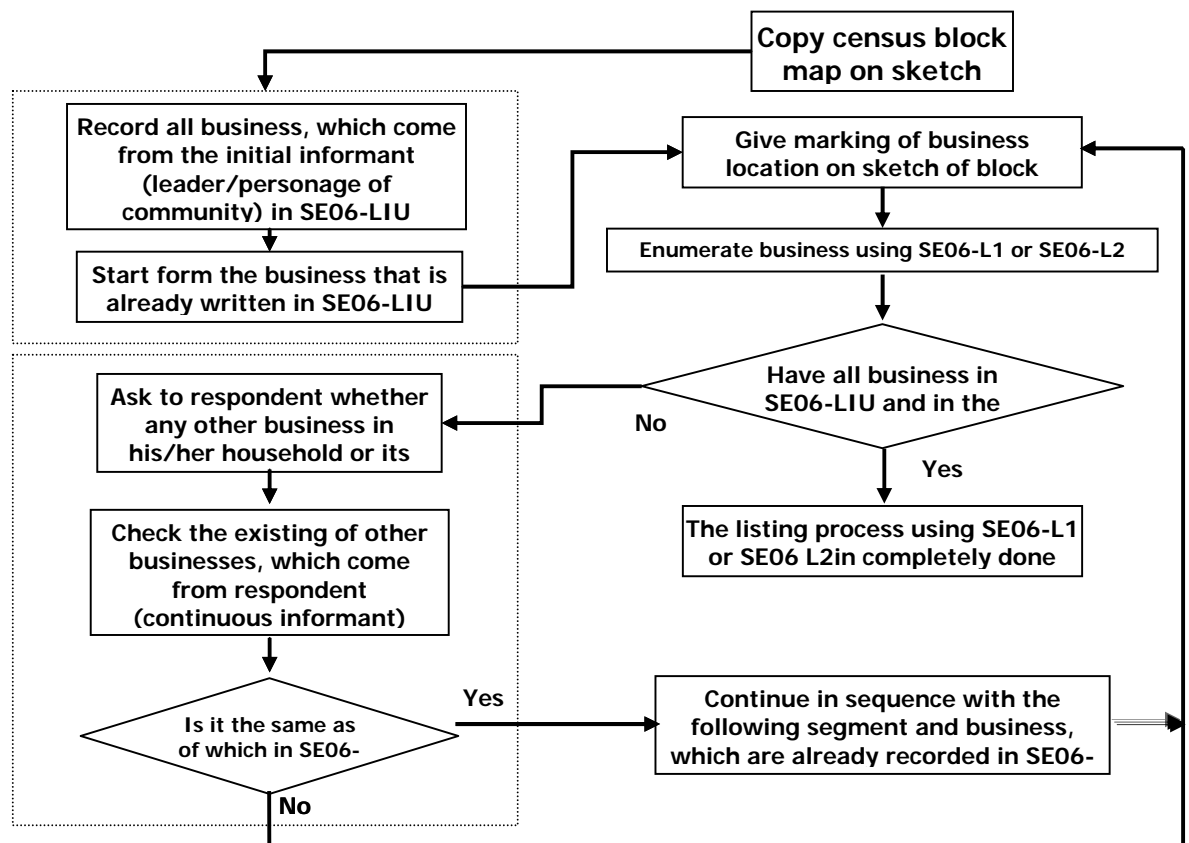 Copy census block
map on sketch
Record all business, which come
from the initial informant
(leader/personage of
community) in SE06-LIU
Start form the business that is
already written in SE06-LIU
Give marking of business
location on sketch of block
Enumerate business using SE06-L1 or SE06-L2
Have all business in
SE06-LIU and in the
No
Yes
The listing process using SE06-L1
or SE06 L2in completely done
Ask to respondent whether
any other business in
his/her household or its
Check the existing of other
businesses, which come
from respondent
(continuous informant)
Is it the same as
of which in SE06-
Yes
No
Continue in sequence with the
following segment and business,
which are already recorded in SE06-